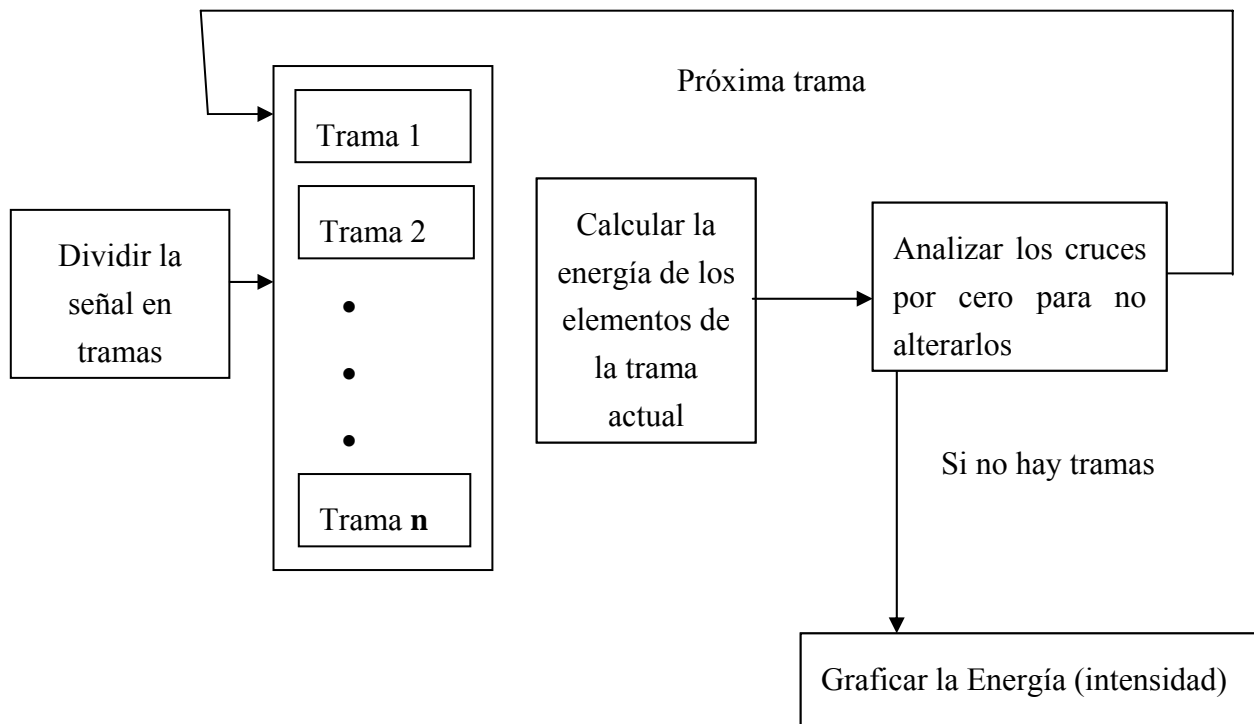 Próxima trama
Trama 1
Trama 2
•
•
•
Trama n
Dividir la
señal en
tramas
Calcular la
energía de los
elementos de
la trama
actual
Analizar los cruces
por cero para no
alterarlos
Si no hay tramas
Graficar la Energía (intensidad)